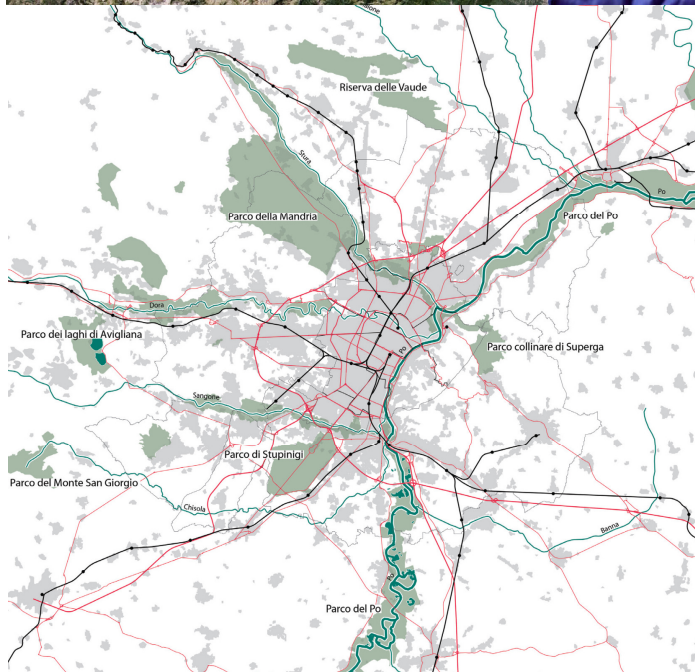 Riserva delle Vaude
Stura
Po
Parco della Mandria
Parco del Po
Dora
Parco dei laghi di Avigliana
Po
Parco collinare di Superga
Sangone
Parco di Stupinigi
Parco del Monte San Giorgio
Chisola
Banna
Po
Parco del Po